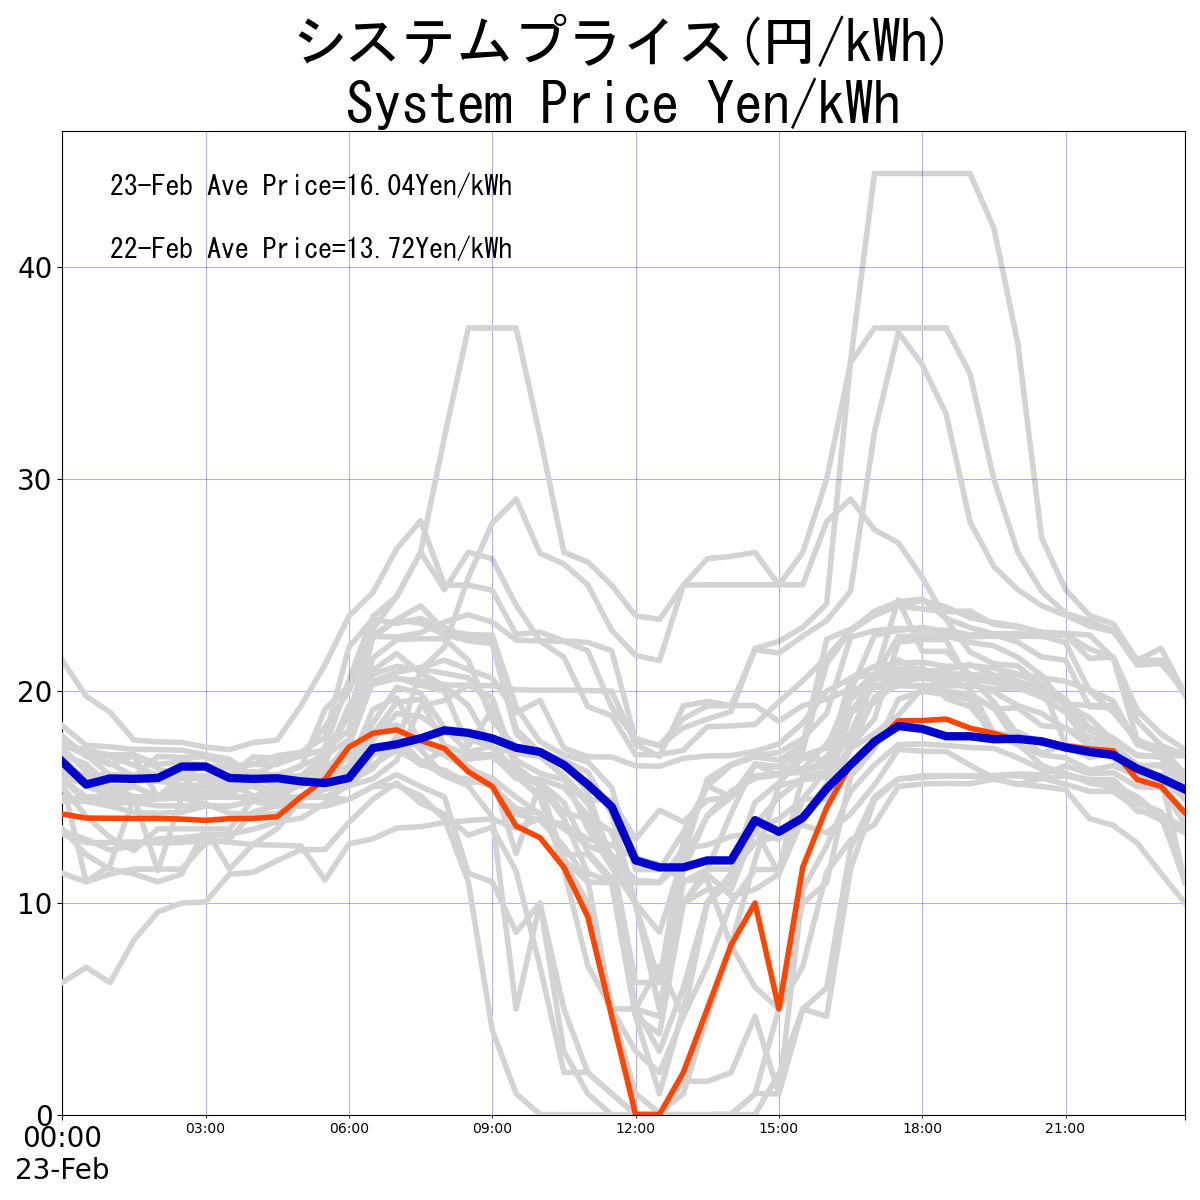 システムプライス(円/kWh)
System Price Yen/kWh
23-Feb Ave Price=16.04Yen/kWh
22-Feb Ave Price=13.72Yen/kWh
40
30
20
10
0
00:00 03:00 06:00 09:00 12:00 15:00 18:00 21:00
23-Feb